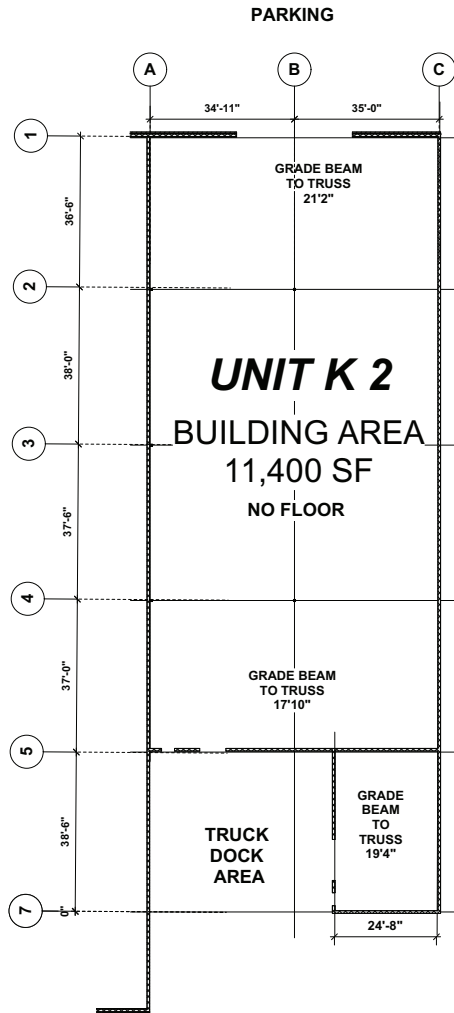 PARKING
A
B
C
34'-11"
35'-0"
1
GRADE BEAM
TO TRUSS
21'2"
36'-6"
2
38'-0"
UNIT K 2
BUILDING AREA
11,400 SF
NO FLOOR
3
37'-6"
4
37'-0"
GRADE BEAM
TO TRUSS
17'10"
5
38'-6"
TRUCK
DOCK
AREA
GRADE
BEAM
TO
TRUSS
19'4"
7
0"
24'-8"